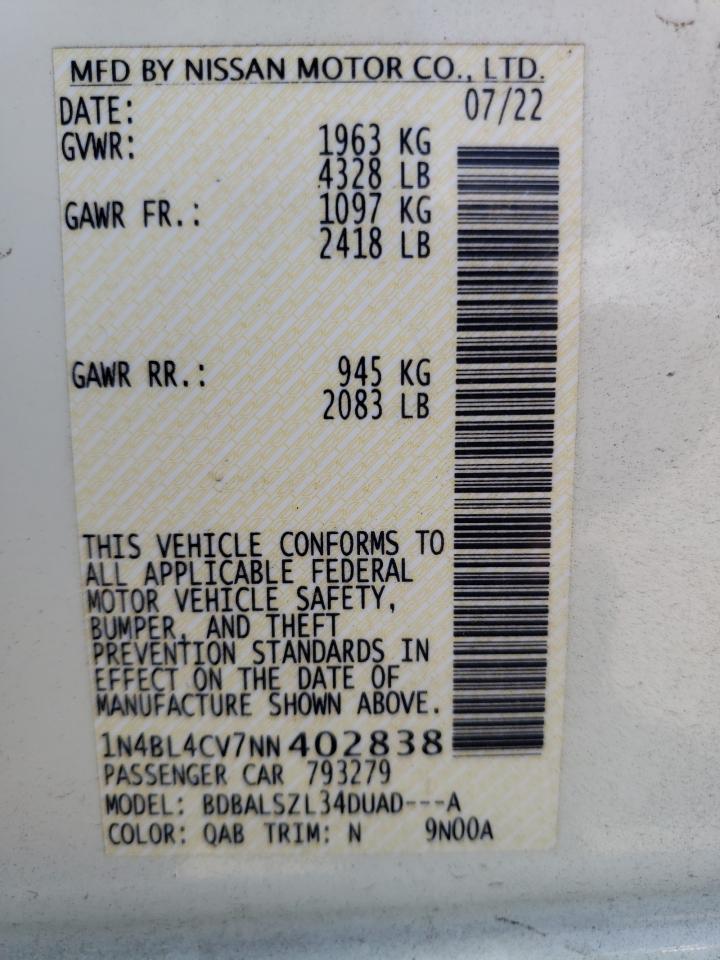 MFD BY NISSAN MOTOR CO., LTD.
DATE: 07/22
GVWR: 1963 KG
4328 LB
GAWR FR.: 1097 KG
2418 LB
GAWR RR.: 945 KG
2083 LB
THIS VEHICLE CONFORMS TO
ALL APPLICABLE FEDERAL
MOTOR VEHICLE SAFETY,
BUMPER, AND THEFT
PREVENTION STANDARDS IN
EFFECT ON THE DATE OF
MANUFACTURE SHOWN ABOVE.
1N4BL4CV7NN402838
PASSENGER CAR 793279
MODEL: BDBALSZL34DUAD---A
COLOR: QAB TRIM: N 9N00A